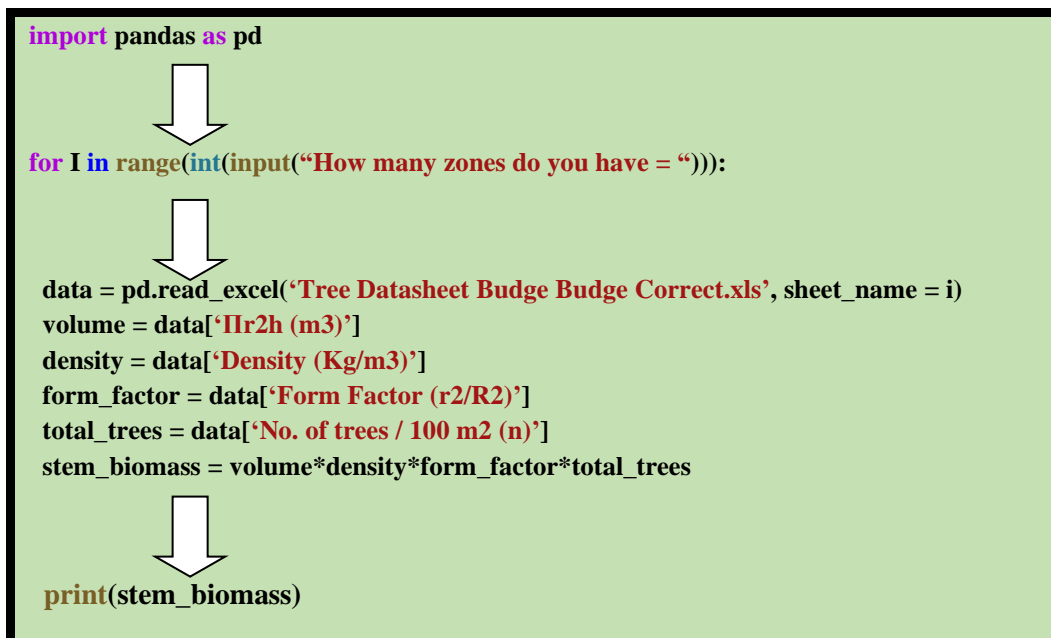 import pandas as pd
for I in range(int(input(“How many zones do you have = “))):
data = pd.read_excel(‘Tree Datasheet Budge Budge Correct.xls’, sheet_name = i)
volume = data[‘Πr2h (m3)’]
density = data[‘Density (Kg/m3)’]
form_factor = data[‘Form Factor (r2/R2)’]
total_trees = data[‘No. of trees / 100 m2 (n)’]
stem_biomass = volume*density*form_factor*total_trees
print(stem_biomass)